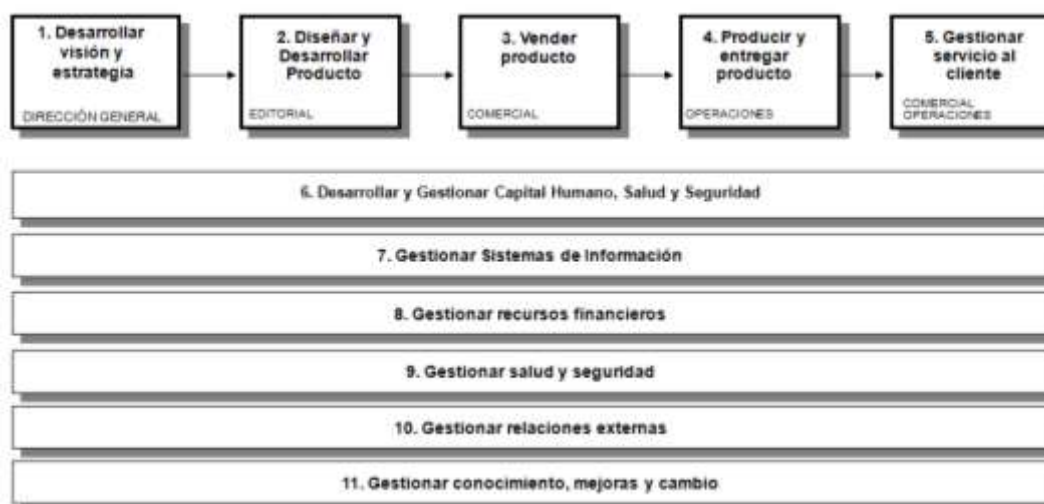 1. Desarrollar
visión y
estrategia
DIRECCIÓN GENERAL
2. Diseñar y
Desarrollar
Producto
EDITORIAL
3. Vender
producto
COMERCIAL
4. Producir y
entregar
producto
OPERACIONES
5. Gestionar
servicio al
cliente
COMERCIAL
OPERACIONES
6. Desarrollar y Gestionar Capital Humano, Salud y Seguridad
7. Gestionar Sistemas de Información
8. Gestionar recursos financieros
9. Gestionar salud y seguridad
10. Gestionar relaciones externas
11. Gestionar conocimiento, mejoras y cambio